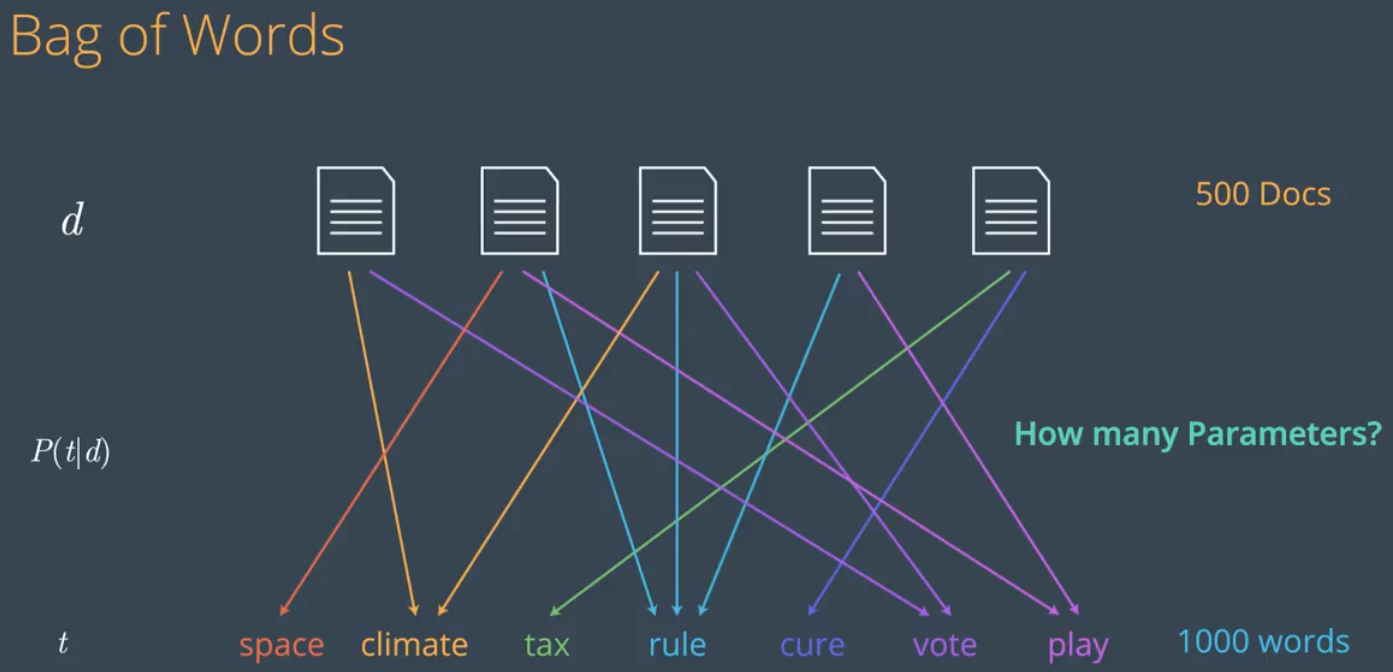 Bag of Words
d
500 Docs
P(t|d)
How many Parameters?
t
space climate tax rule cure vote play
1000 words